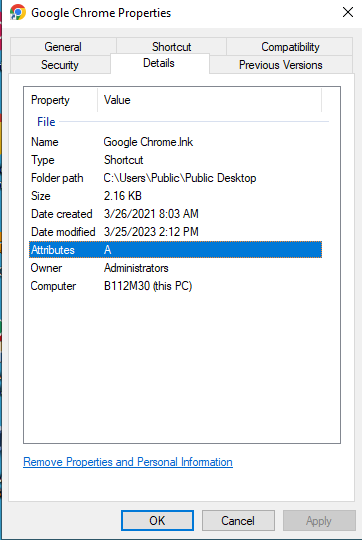 Google Chrome Properties
General Shortcut Compatibility
Security Details Previous Versions
Property Value
File
Name Google Chrome.lnk
Type Shortcut
Folder path C:\Users\Public\Public Desktop
Size 2.16 KB
Date created 3/26/2021 8:03 AM
Date modified 3/25/2023 2:12 PM
Attributes A
Owner Administrators
Computer B112M30 (this PC)
Remove Properties and Personal Information
OK Cancel Apply